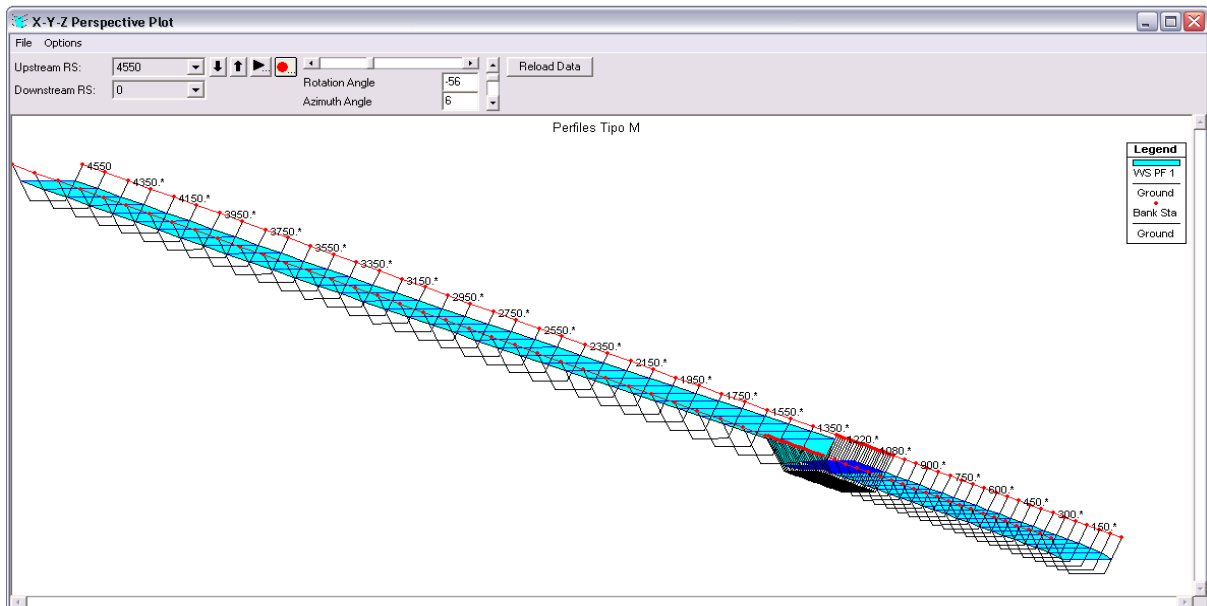 X-Y-Z Perspective Plot
File Options
Upstream RS: 4550
Downstream RS: 0
Rotation Angle -56
Azimuth Angle 6
Reload Data
Perfiles Tipo M
Legend
WS PF 1
Ground
Bank Sta
Ground
4550
4350.*
4150.*
3950.*
3750.*
3550.*
3350.*
3150.*
2950.*
2750.*
2550.*
2350.*
2150.*
1950.*
1750.*
1550.*
1350.*
1220.*
1080.*
900.*
750.*
600.*
450.*
300.*
150.*